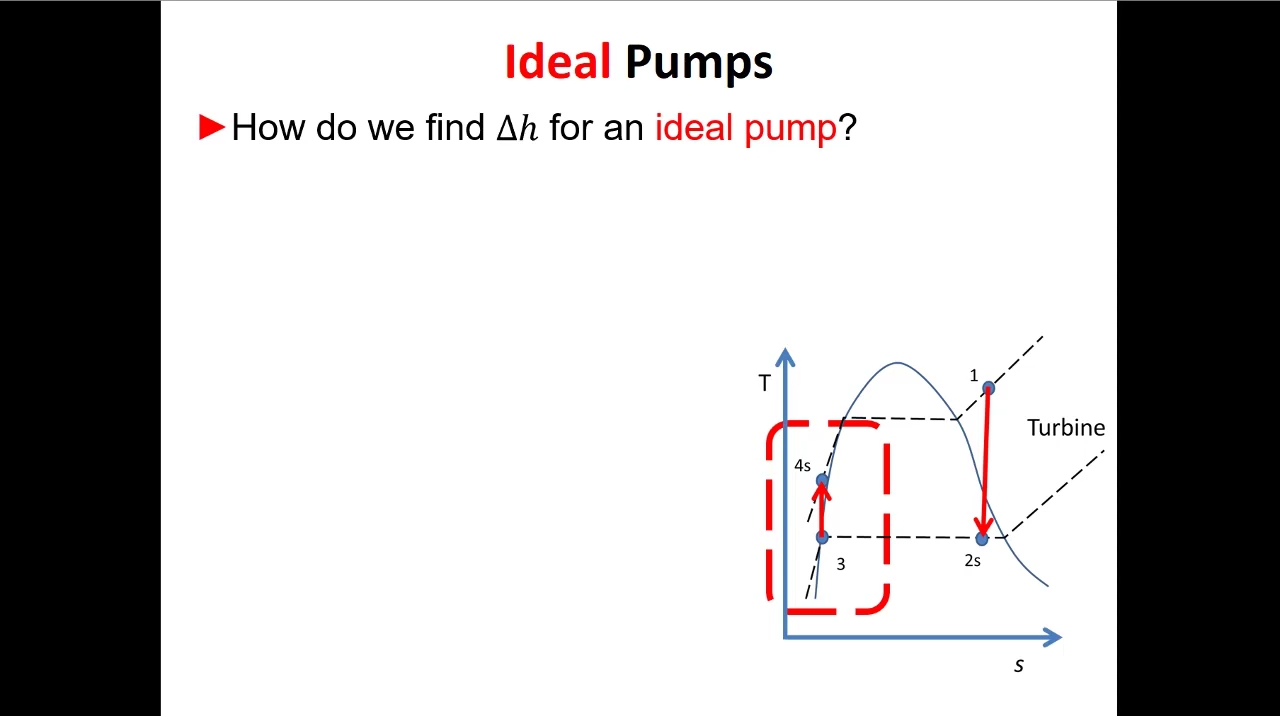 Ideal Pumps
►How do we find Δℎ for an ideal pump?
T
1
Turbine
4s
3
2s
s